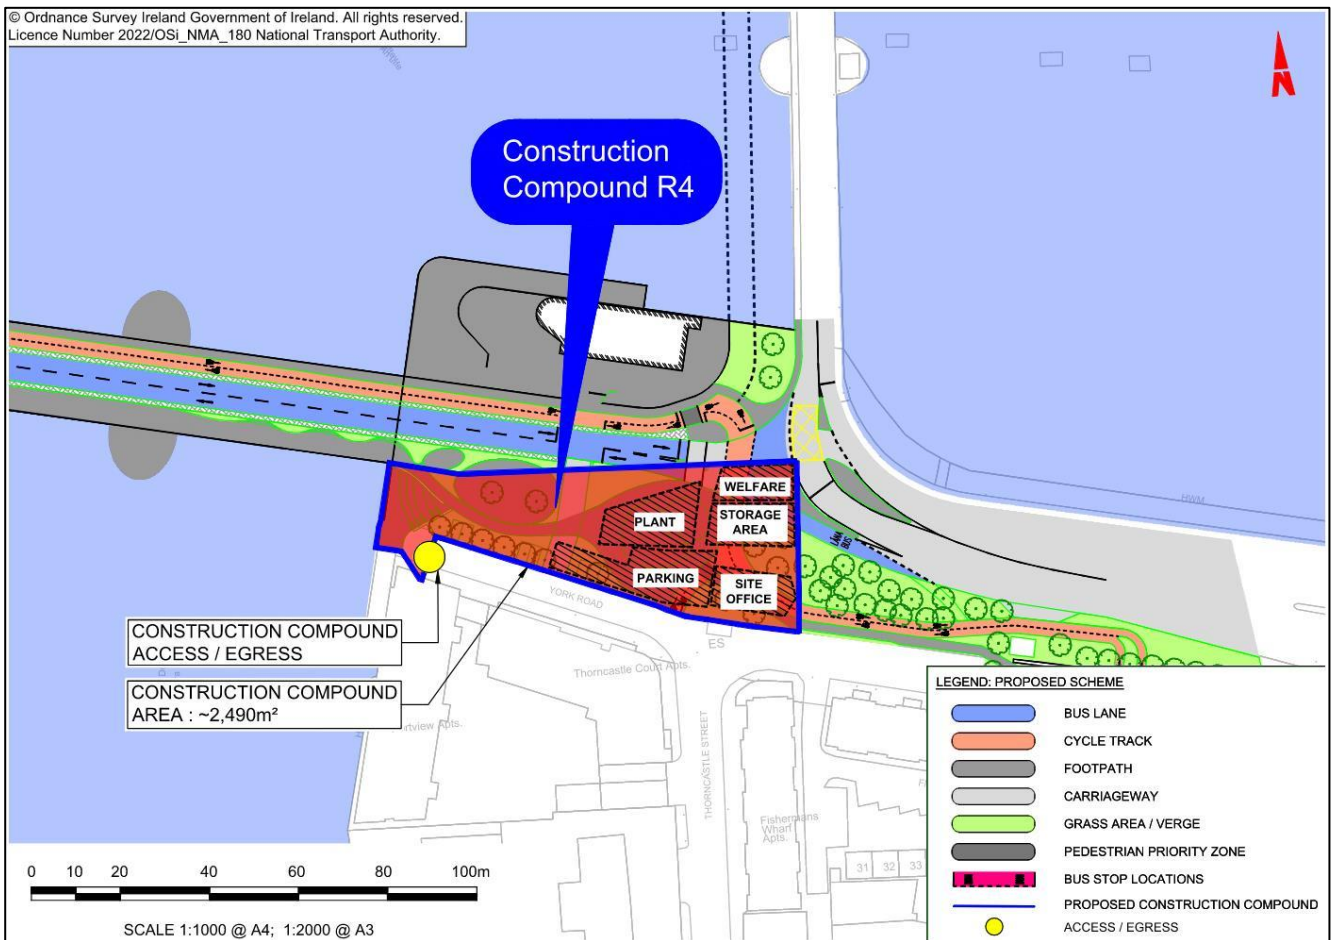 © Ordnance Survey Ireland Government of Ireland. All rights reserved.
Licence Number 2022/OSi_NMA_180 National Transport Authority.
N
Construction
Compound R4
HWM
WELFARE
STORAGE
AREA
PLANT
LÁNA
BUS
PARKING
SITE
OFFICE
YORK ROAD
ES
CONSTRUCTION COMPOUND
ACCESS / EGRESS
Thorncastle Court Apts.
CONSTRUCTION COMPOUND
AREA : ~2,490m²
THORNCASTLE STREET
Fishermans
Wharf
Apts.
31 32 33
0 10 20 40 60 80 100m
SCALE 1:1000 @ A4; 1:2000 @ A3
LEGEND: PROPOSED SCHEME
BUS LANE
CYCLE TRACK
FOOTPATH
CARRIAGEWAY
GRASS AREA / VERGE
PEDESTRIAN PRIORITY ZONE
BUS STOP LOCATIONS
PROPOSED CONSTRUCTION COMPOUND
ACCESS / EGRESS